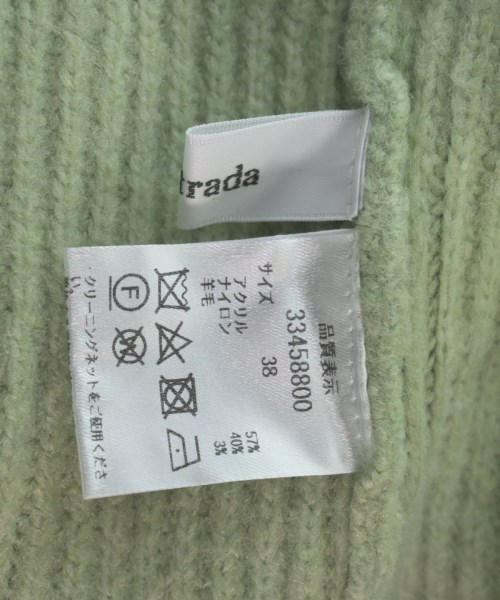 trada
品質表示
33458800
サイズ 38
アクリル 57%
ナイロン 40%
羊毛 3%
F
W
・クリーニングネットをご使用くださ
い。